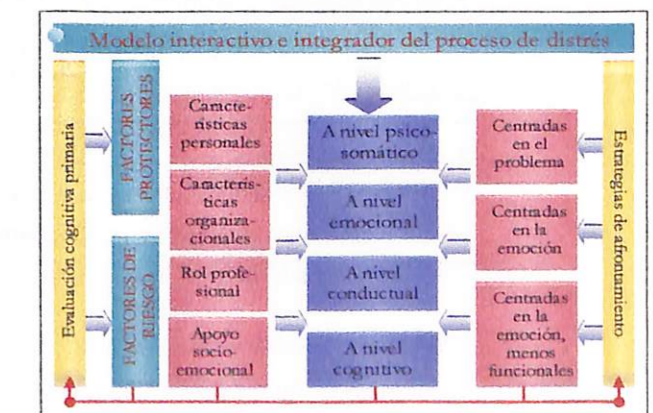 Modelo interactivo e integrador del proceso de distrés
Evaluación cognitiva primaria
FACTORES
PROTECTORES
FACTORES DE
RIESGO
Caracte-
rísticas
personales
Caracterís-
ticas
organiza-
cionales
Rol profe-
sional
Apoyo
socio-
emocional
A nivel psico-
somático
A nivel
emocional
A nivel
conductual
A nivel
cognitivo
Centradas
en el
problema
Centradas
en la
emoción
Centradas
en la
emoción,
menos
funcionales
Estrategias de afrontamiento